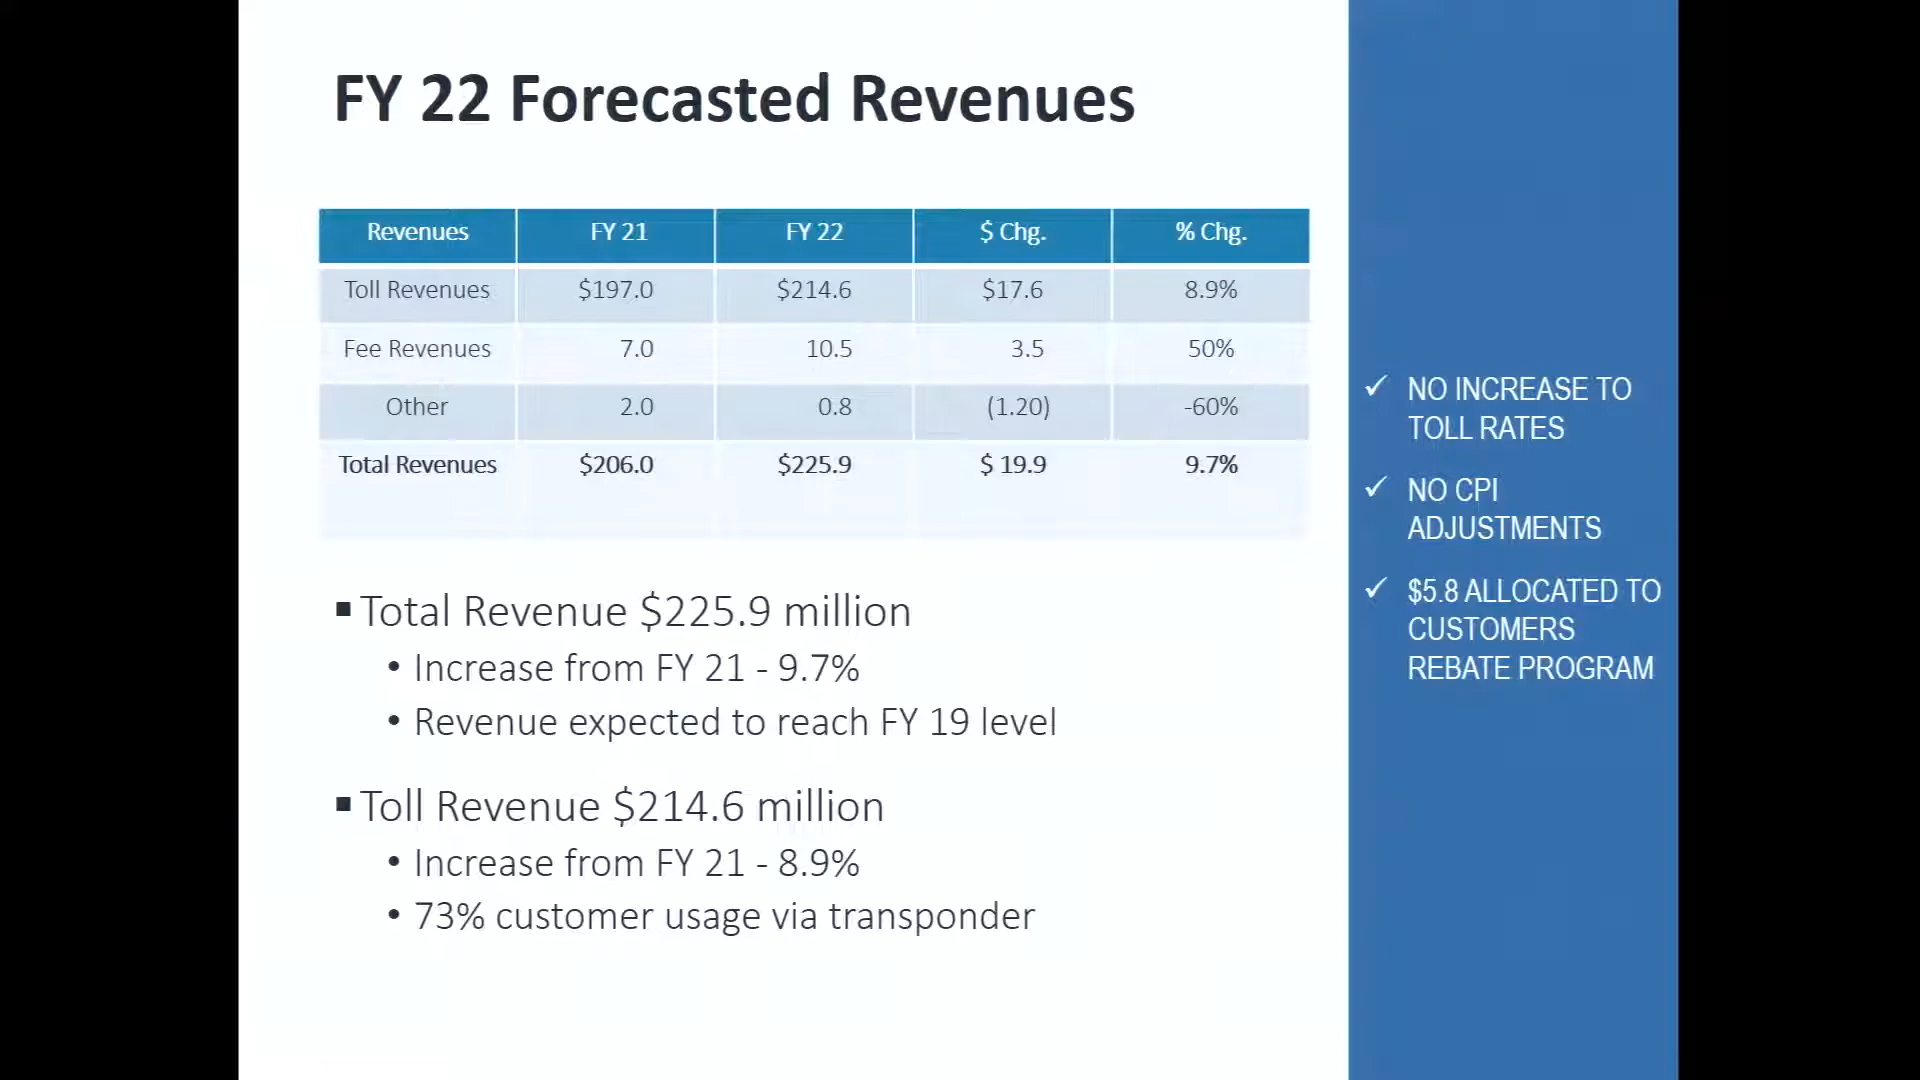 FY 22 Forecasted Revenues
Revenues FY 21 FY 22 $ Chg. % Chg.
Toll Revenues $197.0 $214.6 $17.6 8.9%
Fee Revenues 7.0 10.5 3.5 50%
Other 2.0 0.8 (1.20) -60%
Total Revenues $206.0 $225.9 $ 19.9 9.7%
▪ Total Revenue $225.9 million
• Increase from FY 21 - 9.7%
• Revenue expected to reach FY 19 level
▪ Toll Revenue $214.6 million
• Increase from FY 21 - 8.9%
• 73% customer usage via transponder
✓ NO INCREASE TO
TOLL RATES
✓ NO CPI
ADJUSTMENTS
✓ $5.8 ALLOCATED TO
CUSTOMERS
REBATE PROGRAM